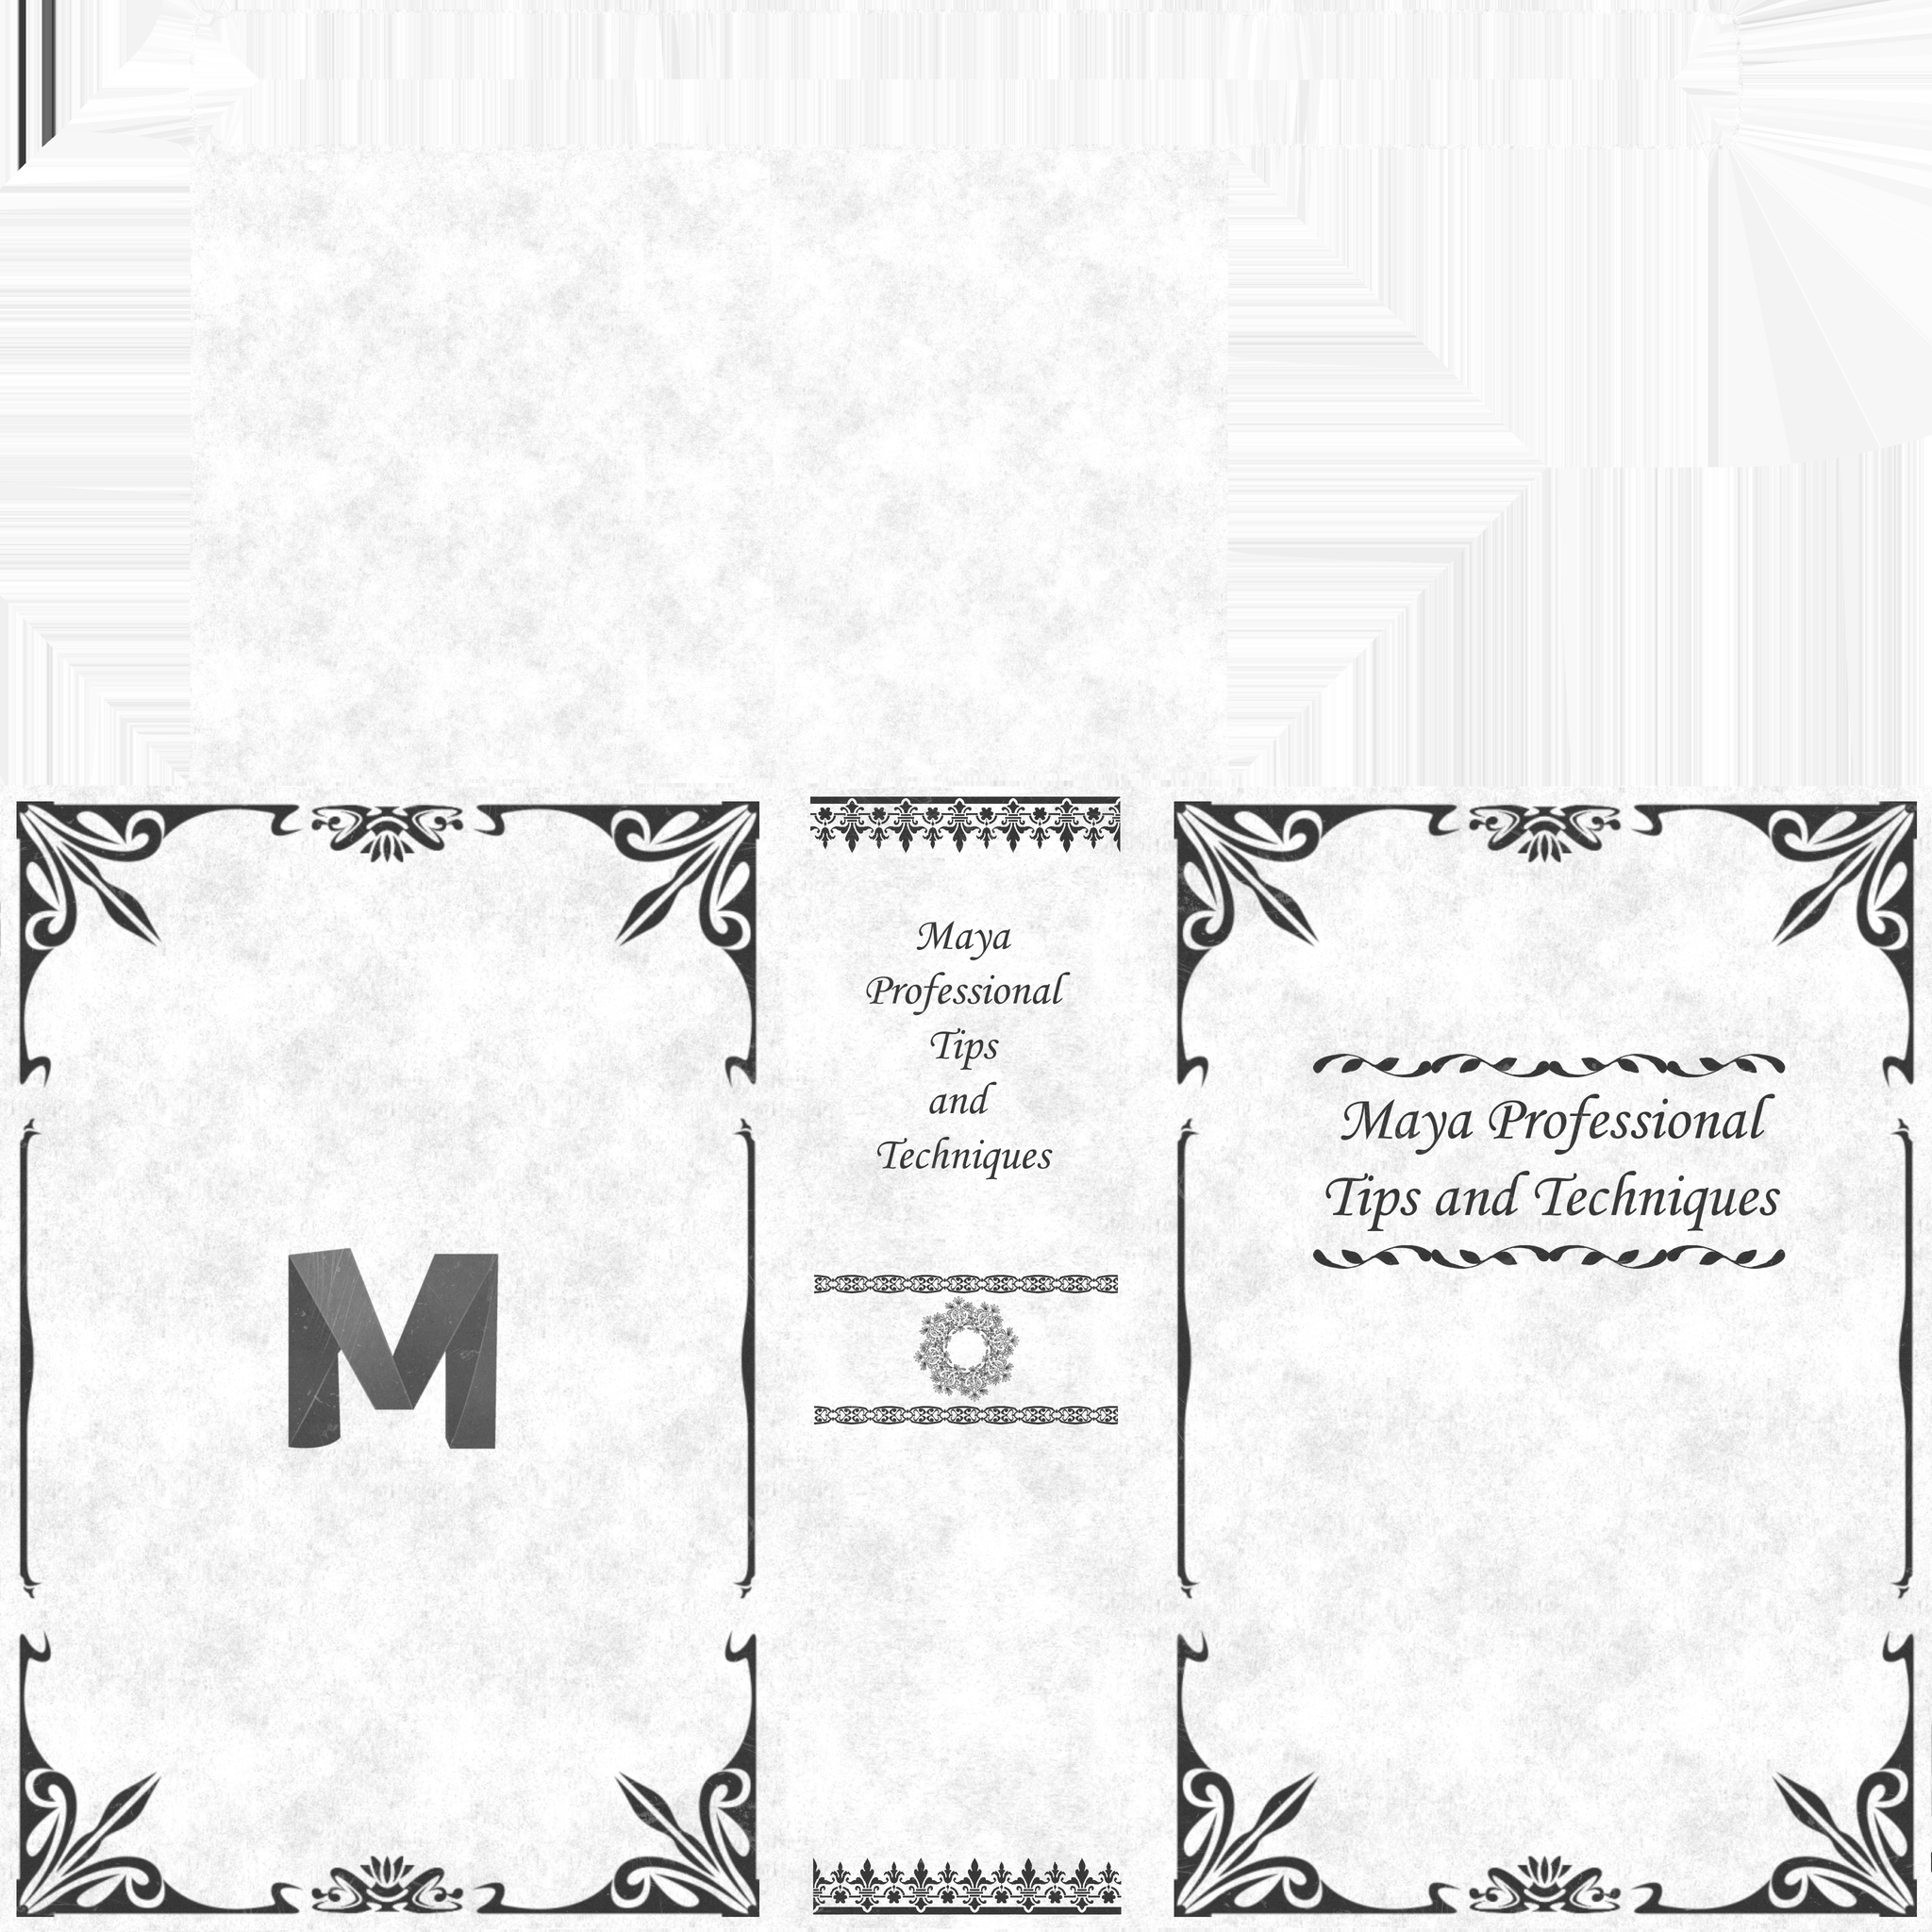 M
Maya
Professional
Tips
and
Techniques
Maya Professional
Tips and Techniques